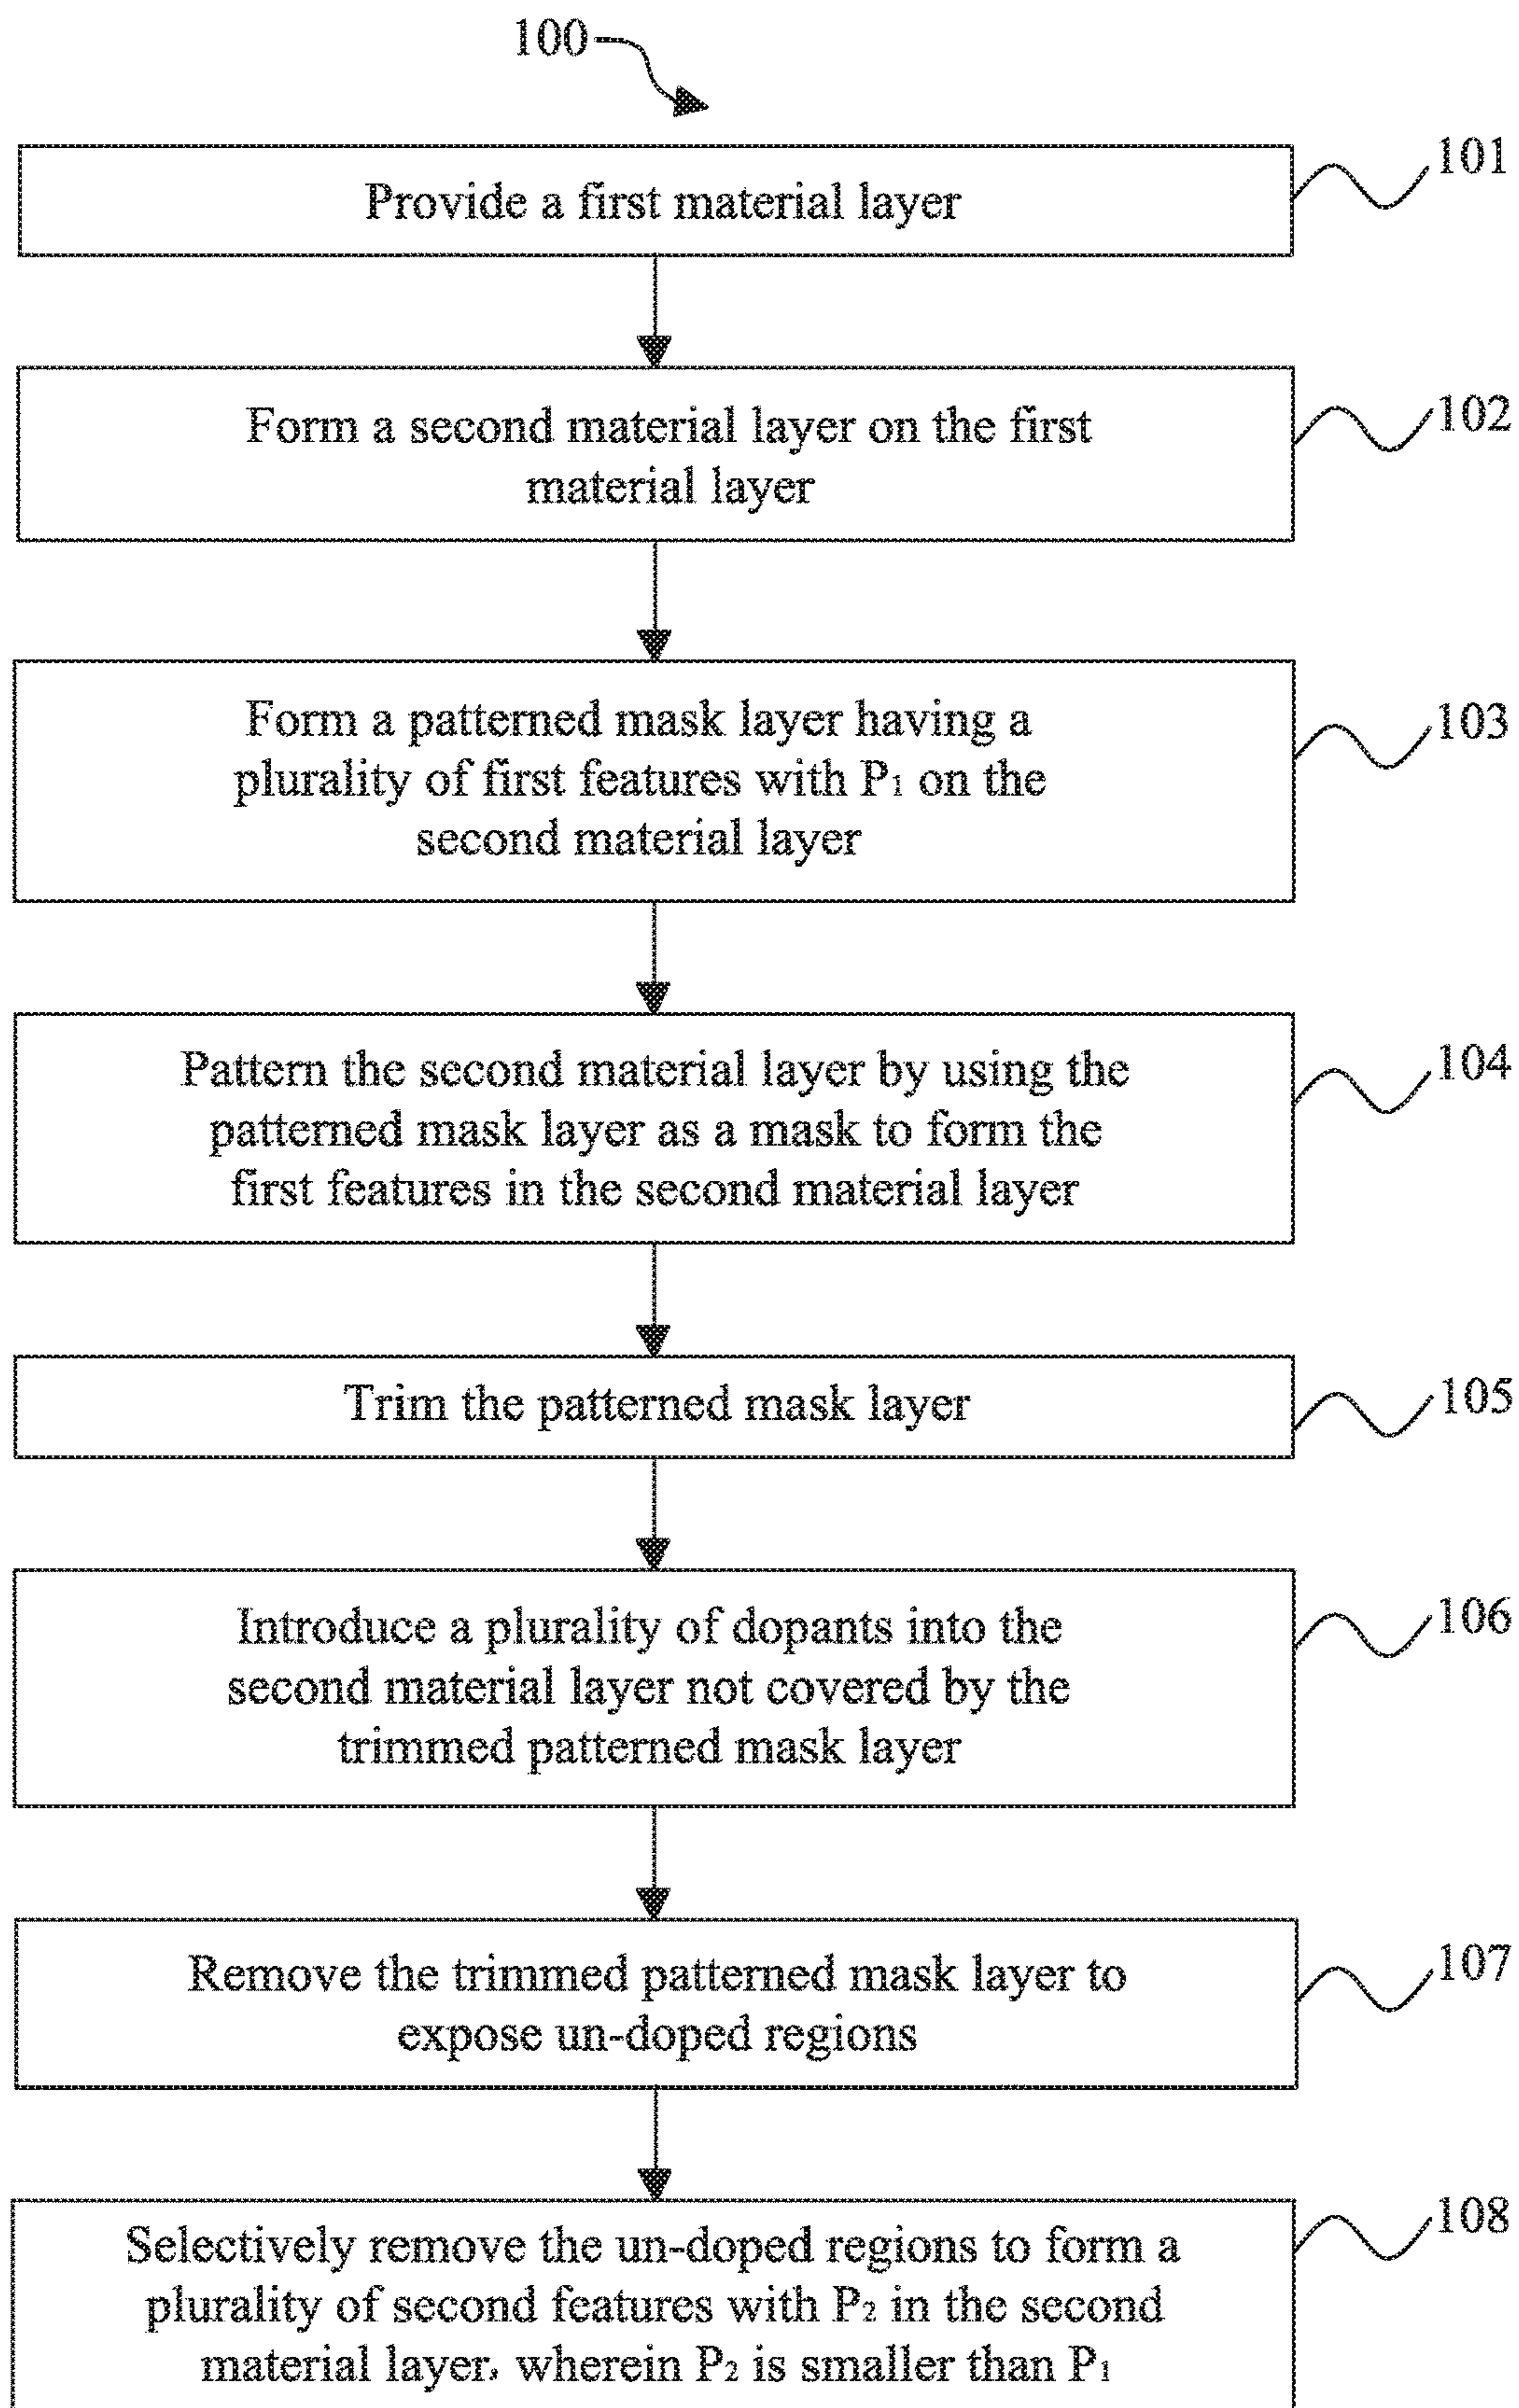 100
Provide a first material layer
101
Form a second material layer on the first
material layer
102
Form a patterned mask layer having a
plurality of first features with P₁ on the
second material layer
103
Pattern the second material layer by using the
patterned mask layer as a mask to form the
first features in the second material layer
104
Trim the patterned mask layer
105
Introduce a plurality of dopants into the
second material layer not covered by the
trimmed patterned mask layer
106
Remove the trimmed patterned mask layer to
expose un-doped regions
107
Selectively remove the un-doped regions to form a
plurality of second features with P₂ in the second
material layer, wherein P₂ is smaller than P₁
108